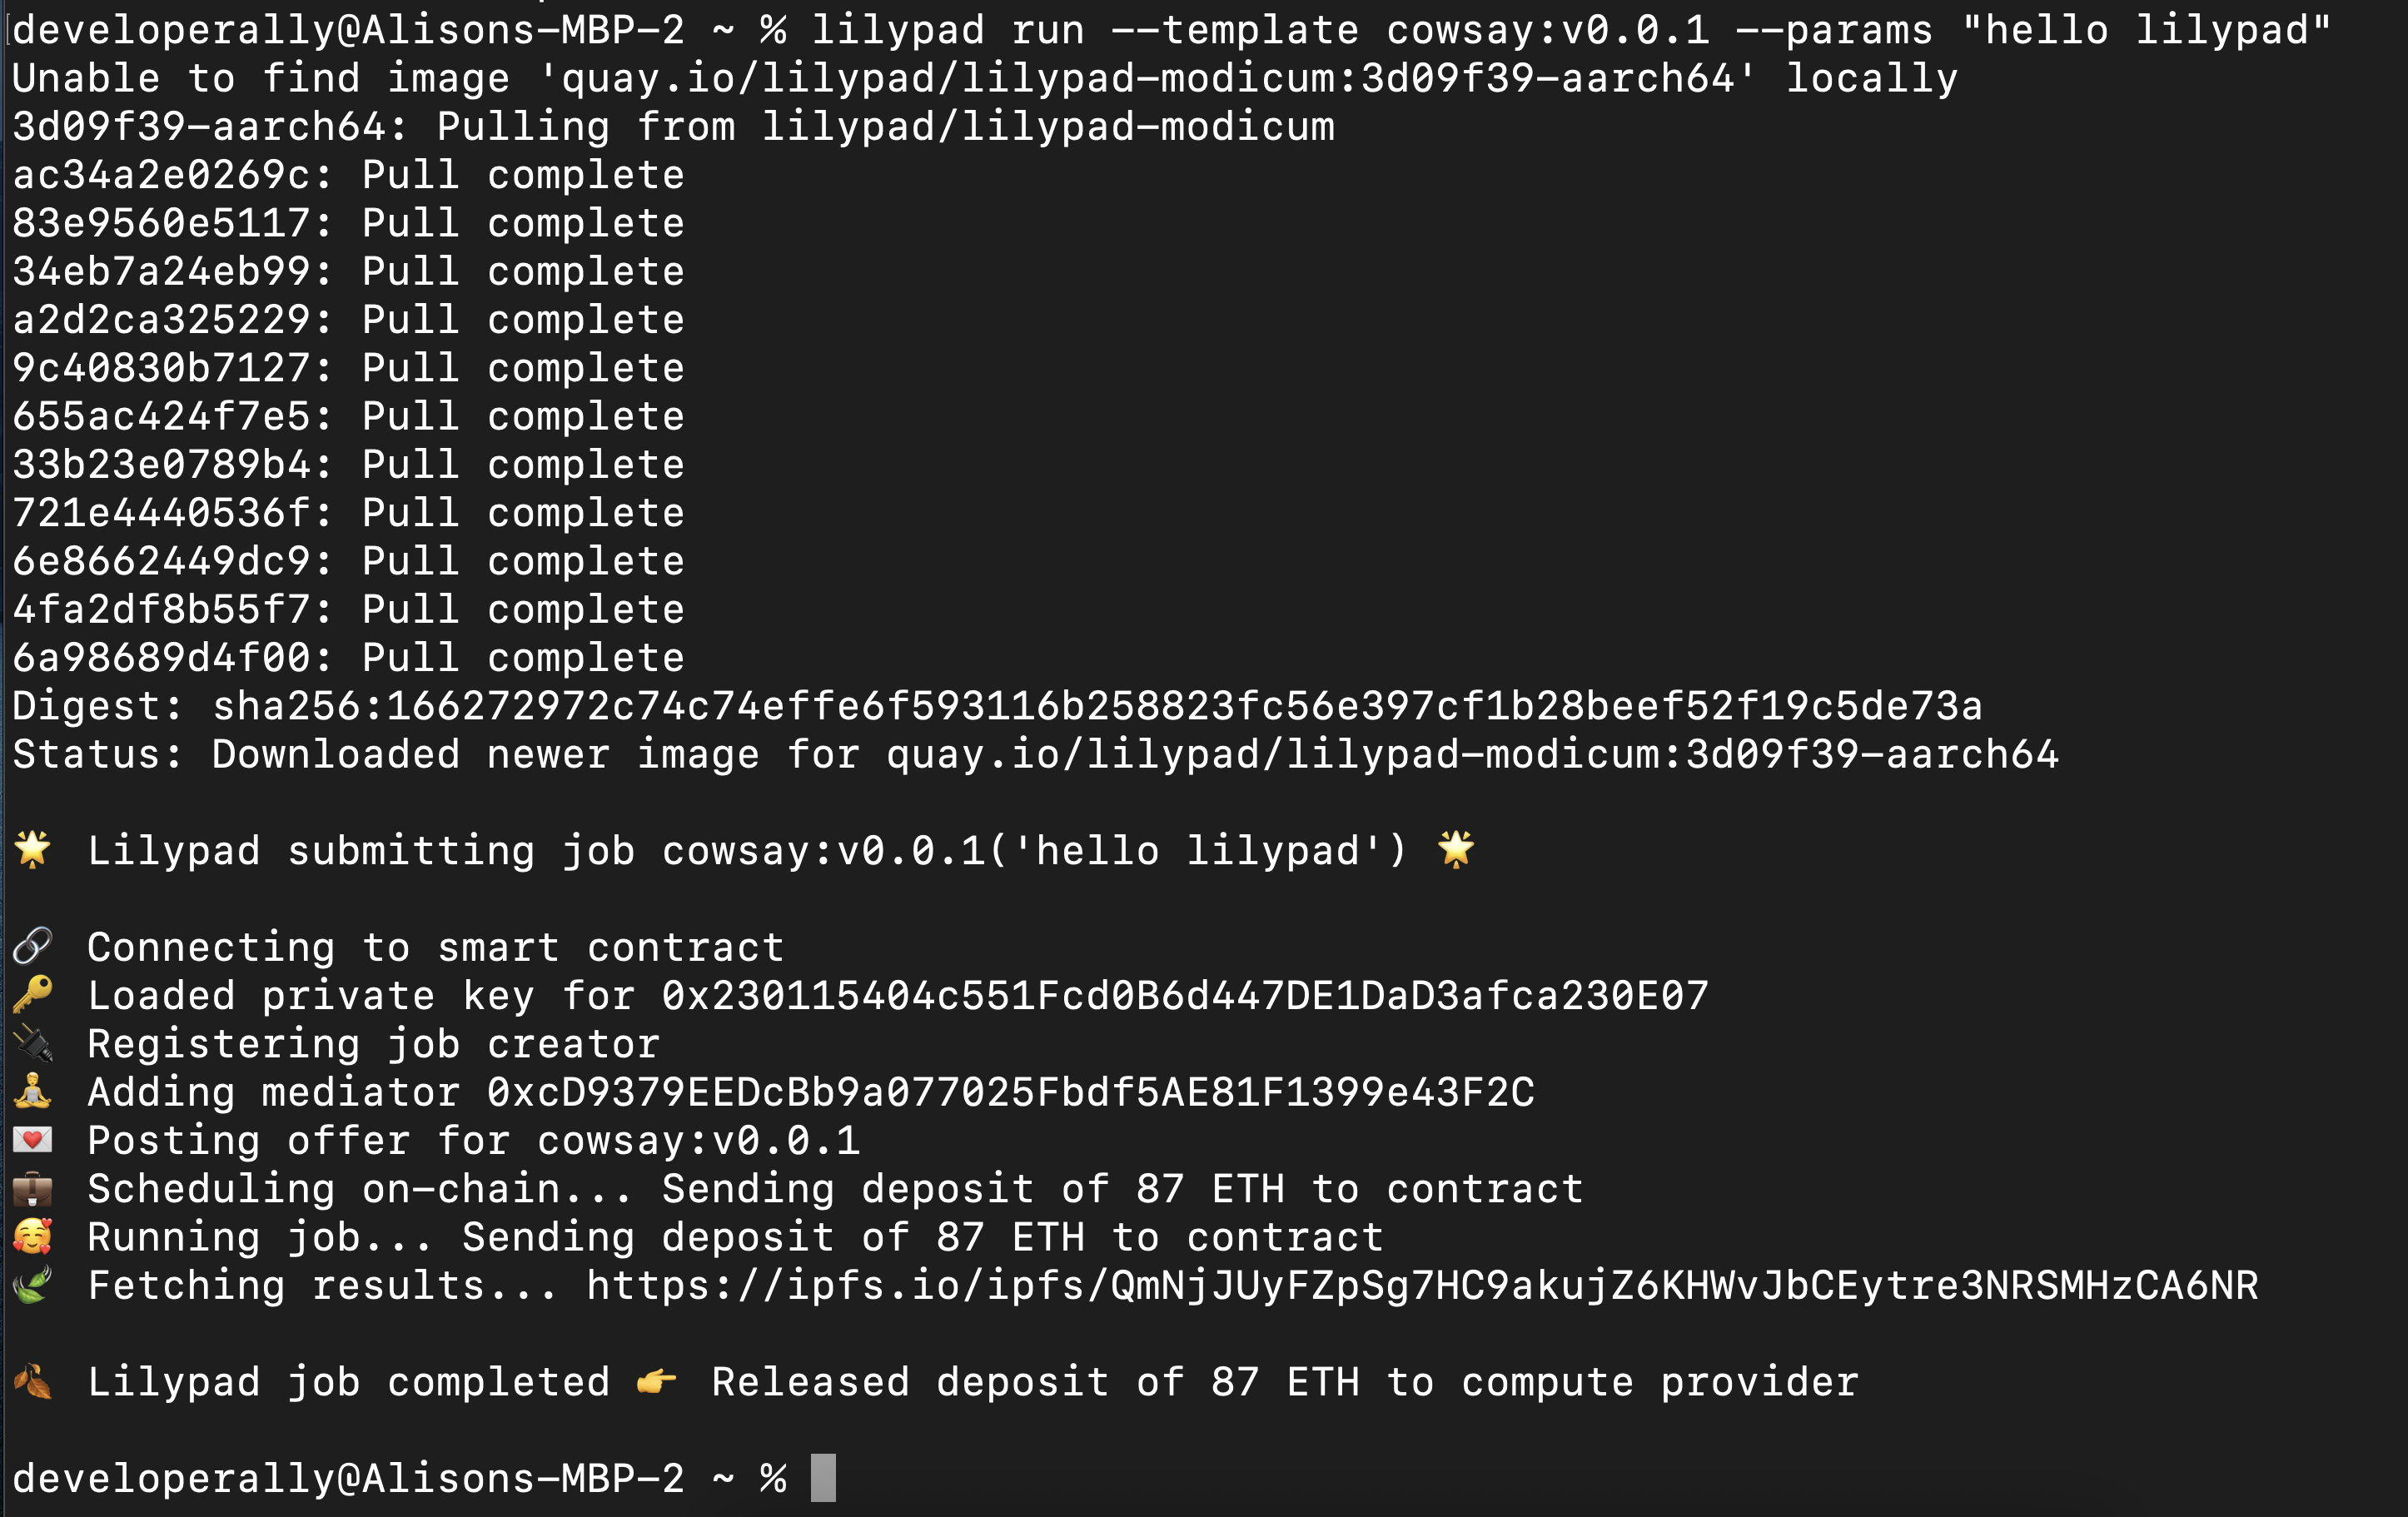 developerally@Alisons-MBP-2 ~ % lilypad run --template cowsay:v0.0.1 --params "hello lilypad"
Unable to find image 'quay.io/lilypad/lilypad-modicum:3d09f39-aarch64' locally
3d09f39-aarch64: Pulling from lilypad/lilypad-modicum
ac34a2e0269c: Pull complete
83e9560e5117: Pull complete
34eb7a24eb99: Pull complete
a2d2ca325229: Pull complete
9c40830b7127: Pull complete
655ac424f7e5: Pull complete
33b23e0789b4: Pull complete
721e4440536f: Pull complete
6e8662449dc9: Pull complete
4fa2df8b55f7: Pull complete
6a98689d4f00: Pull complete
Digest: sha256:166272972c74c74effe6f593116b258823fc56e397cf1b28beef52f19c5de73a
Status: Downloaded newer image for quay.io/lilypad/lilypad-modicum:3d09f39-aarch64
🌟 Lilypad submitting job cowsay:v0.0.1('hello lilypad') 🌟
🔗 Connecting to smart contract
🔑 Loaded private key for 0x230115404c551Fcd0B6d447DE1DaD3afca230E07
🔌 Registering job creator
🧘 Adding mediator 0xcD9379EEDcBb9a077025Fbdf5AE81F1399e43F2C
💌 Posting offer for cowsay:v0.0.1
💼 Scheduling on-chain... Sending deposit of 87 ETH to contract
🥰 Running job... Sending deposit of 87 ETH to contract
🍃 Fetching results... https://ipfs.io/ipfs/QmNjJUyFZpSg7HC9akujZ6KHWvJbCEytre3NRSMHzCA6NR
🍂 Lilypad job completed 👉 Released deposit of 87 ETH to compute provider
developerally@Alisons-MBP-2 ~ %